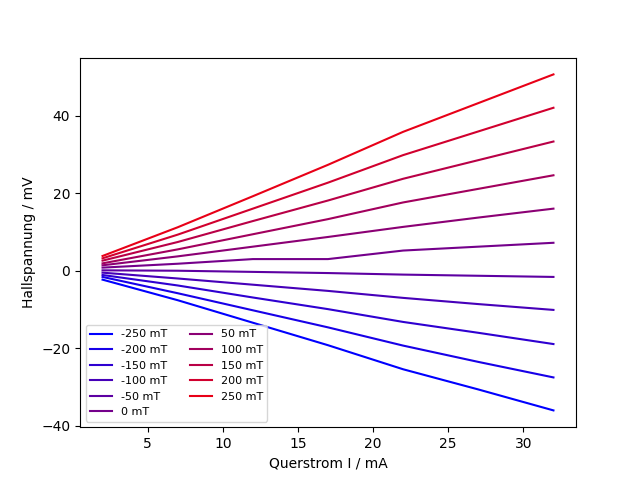 Hallspannung / mV
40
20
0
−20
−40
-250 mT
-200 mT
-150 mT
-100 mT
-50 mT
0 mT
50 mT
100 mT
150 mT
200 mT
250 mT
5
10
15
20
25
30
Querstrom I / mA